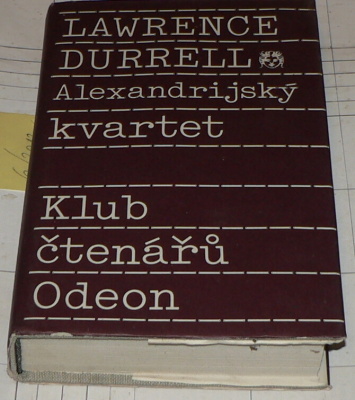 LAWRENCE
DURRELL
Alexandrijský
kvartet
Klub
čtenářů
Odeon